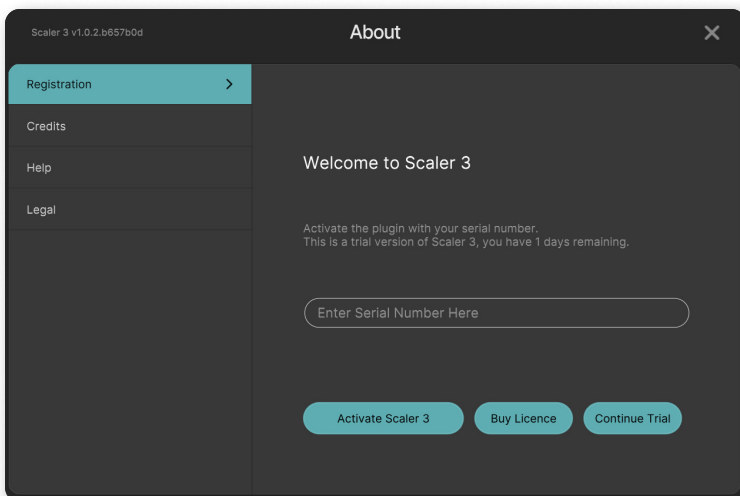 Scaler 3 v1.0.2.b657b0d
About
Registration
Credits
Help
Legal
Welcome to Scaler 3
Activate the plugin with your serial number.
This is a trial version of Scaler 3, you have 1 days remaining.
Enter Serial Number Here
Activate Scaler 3
Buy Licence
Continue Trial